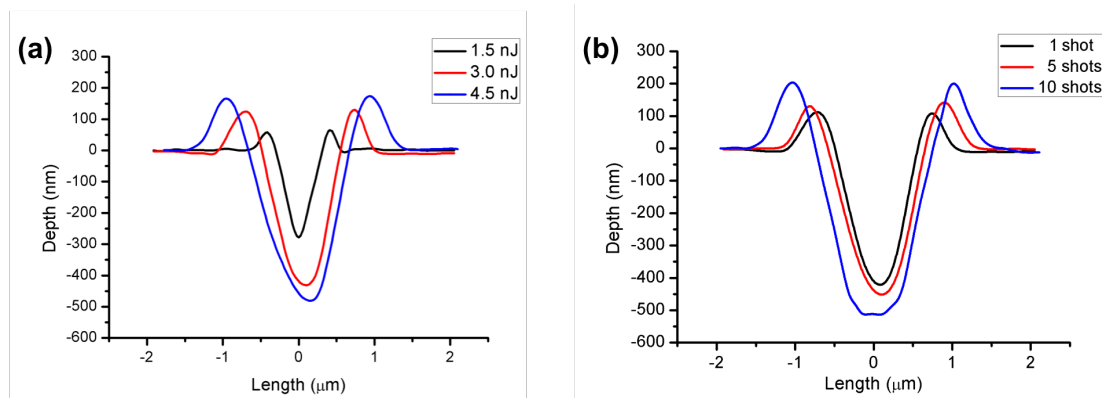 (a)
300
200
100
0
-100
-200
-300
-400
-500
-600
Depth (nm)
1.5 nJ
3.0 nJ
4.5 nJ
-2 -1 0 1 2
Length (μm)
(b)
300
200
100
0
-100
-200
-300
-400
-500
-600
Depth (nm)
1 shot
5 shots
10 shots
-2 -1 0 1 2
Length (μm)